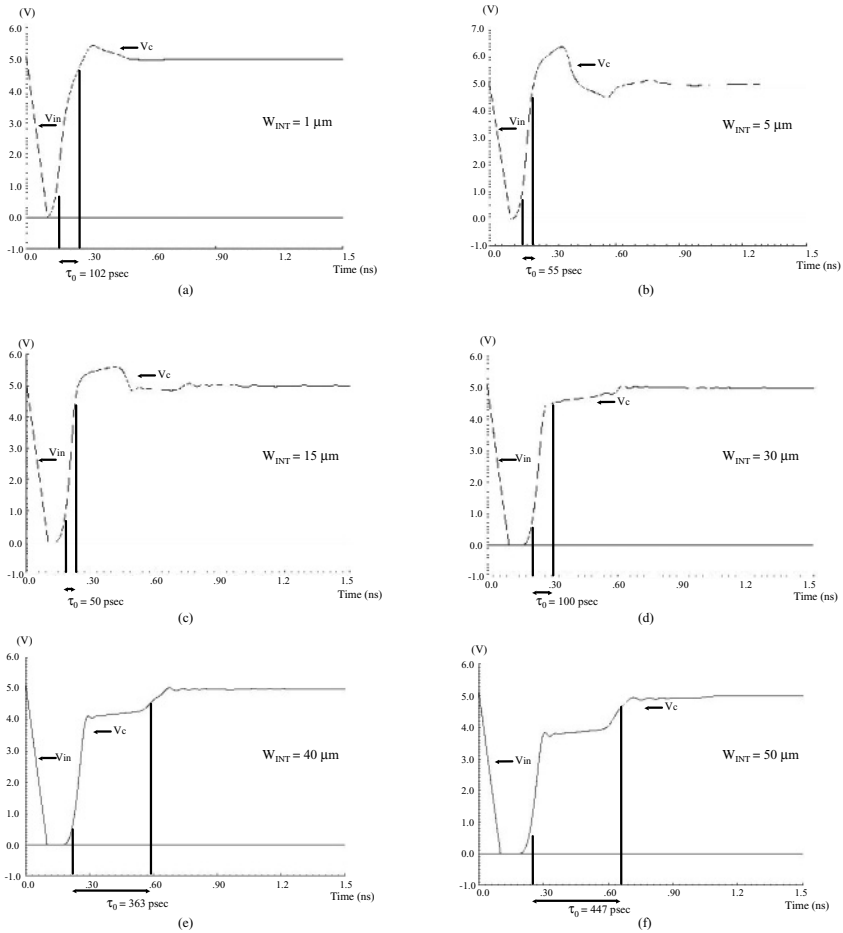 (V)
6.0
5.0
4.0
3.0
2.0
1.0
0.0
-1.0
Vc
Vin
W_INT = 1 μm
0.0 .30 .60 .90 1.2 1.5
Time (ns)
τ_0 = 102 psec
(a)
(V)
6.0
5.0
4.0
3.0
2.0
1.0
0.0
-1.0
Vc
Vin
W_INT = 5 μm
0.0 .30 .60 .90 1.2 1.5
Time (ns)
τ_0 = 55 psec
(b)
(V)
6.0
5.0
4.0
3.0
2.0
1.0
0.0
-1.0
Vc
Vin
W_INT = 15 μm
0.0 .30 .60 .90 1.2 1.5
Time (ns)
τ_0 = 50 psec
(c)
(V)
6.0
5.0
4.0
3.0
2.0
1.0
0.0
-1.0
Vc
Vin
W_INT = 30 μm
0.0 .30 .60 .90 1.2 1.5
Time (ns)
τ_0 = 100 psec
(d)
(V)
6.0
5.0
4.0
3.0
2.0
1.0
0.0
-1.0
Vc
Vin
W_INT = 40 μm
0.0 .30 .60 .90 1.2 1.5
Time (ns)
τ_0 = 363 psec
(e)
(V)
6.0
5.0
4.0
3.0
2.0
1.0
0.0
-1.0
Vc
Vin
W_INT = 50 μm
0.0 .30 .60 .90 1.2 1.5
Time (ns)
τ_0 = 447 psec
(f)